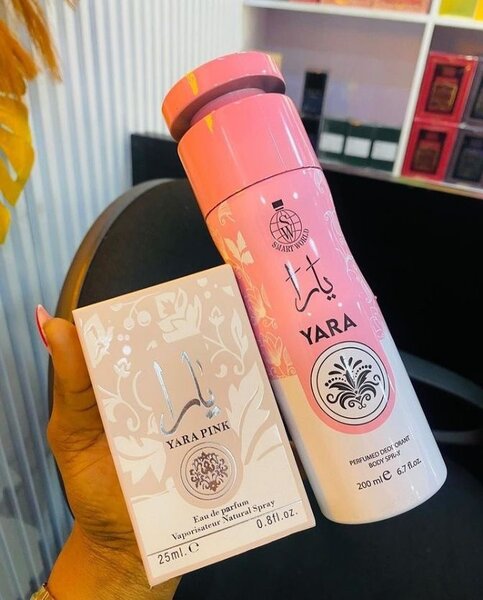 SW
SMART WORLD
يارا
YARA
PERFUMED DEODORANT
BODY SPRAY
200 ml e 6.7 fl.oz.
يارا
YARA PINK
Eau de parfum
Vaporisateur Natural Spray
25ml. e 0.8fl.oz.